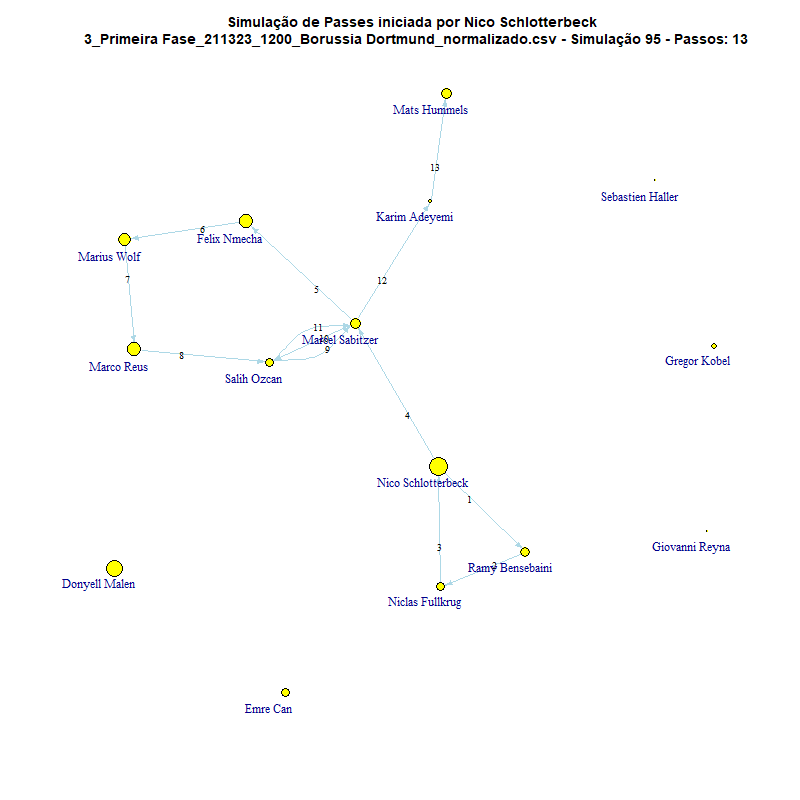 Simulação de Passes iniciada por Nico Schlotterbeck
3_Primeira Fase_211323_1200_Borussia Dortmund_normalizado.csv - Simulação 95 - Passos: 13
Mats Hummels
13
Sebastien Haller
Karim Adeyemi
6
Felix Nmecha
Marius Wolf
7
12
5
11
Marcel Sabitzer
10
9
8
Marco Reus
Salih Ozcan
Gregor Kobel
4
Nico Schlotterbeck
1
3
Giovanni Reyna
2
Ramy Bensebaini
Donyell Malen
Niclas Fullkrug
Emre Can